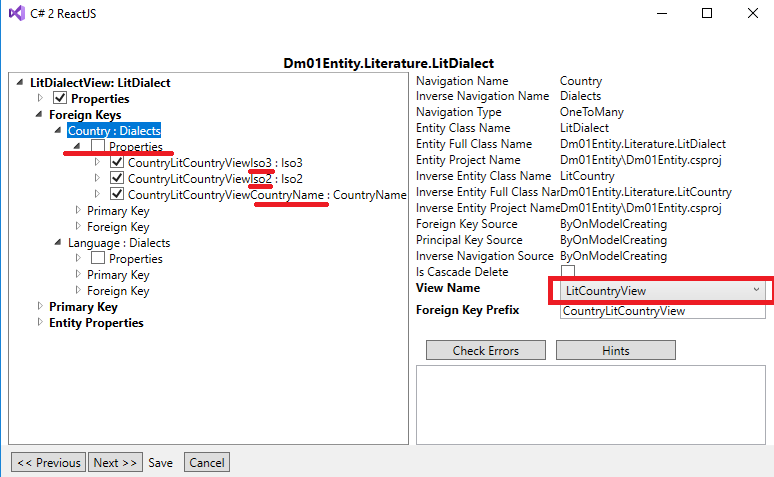 C# 2 ReactJS
Dm01Entity.Literature.LitDialect
LitDialectView: LitDialect
Properties
Foreign Keys
Country : Dialects
Properties
CountryLitCountryViewIso3 : Iso3
CountryLitCountryViewIso2 : Iso2
CountryLitCountryViewCountryName : CountryName
Primary Key
Foreign Key
Language : Dialects
Properties
Primary Key
Foreign Key
Primary Key
Entity Properties
Navigation Name Country
Inverse Navigation Name Dialects
Navigation Type OneToMany
Entity Class Name LitDialect
Entity Full Class Name Dm01Entity.Literature.LitDialect
Entity Project Name Dm01Entity\Dm01Entity.csproj
Inverse Entity Class Name LitCountry
Inverse Entity Full Class Nam Dm01Entity.Literature.LitCountry
Inverse Entity Project Name Dm01Entity\Dm01Entity.csproj
Foreign Key Source ByOnModelCreating
Principal Key Source ByOnModelCreating
Inverse Navigation Source ByOnModelCreating
Is Cascade Delete
View Name LitCountryView
Foreign Key Prefix CountryLitCountryView
Check Errors Hints
<< Previous Next >> Save Cancel